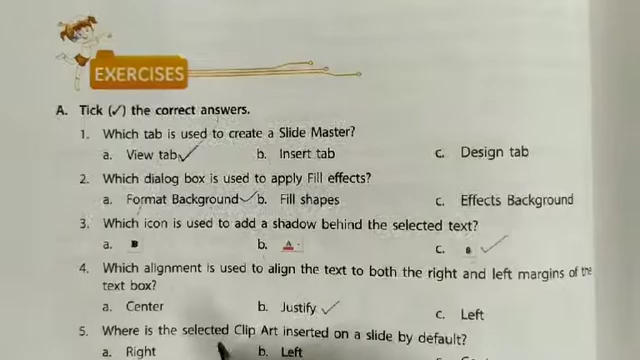 EXERCISES
A. Tick (✓) the correct answers.
1. Which tab is used to create a Slide Master?
a. View tab ✓ b. Insert tab c. Design tab
2. Which dialog box is used to apply Fill effects?
a. Format Background ✓ b. Fill shapes c. Effects Background
3. Which icon is used to add a shadow behind the selected text?
a. B b. A c. S ✓
4. Which alignment is used to align the text to both the right and left margins of the
text box?
a. Center b. Justify ✓ c. Left
5. Where is the selected Clip Art inserted on a slide by default?
a. Right b. Left c.